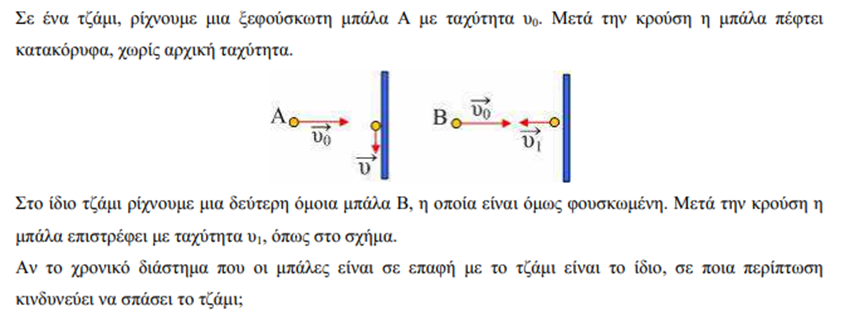 Σε ένα τζάμι, ρίχνουμε μια ξεφούσκωτη μπάλα Α με ταχύτητα υ₀. Μετά την κρούση η μπάλα πέφτει
κατακόρυφα, χωρίς αρχική ταχύτητα.
Α υ₀ υ Β υ₀ υ₁
Στο ίδιο τζάμι ρίχνουμε μια δεύτερη όμοια μπάλα Β, η οποία είναι όμως φουσκωμένη. Μετά την κρούση η
μπάλα επιστρέφει με ταχύτητα υ₁, όπως στο σχήμα.
Αν το χρονικό διάστημα που οι μπάλες είναι σε επαφή με το τζάμι είναι το ίδιο, σε ποια περίπτωση
κινδυνεύει να σπάσει το τζάμι;